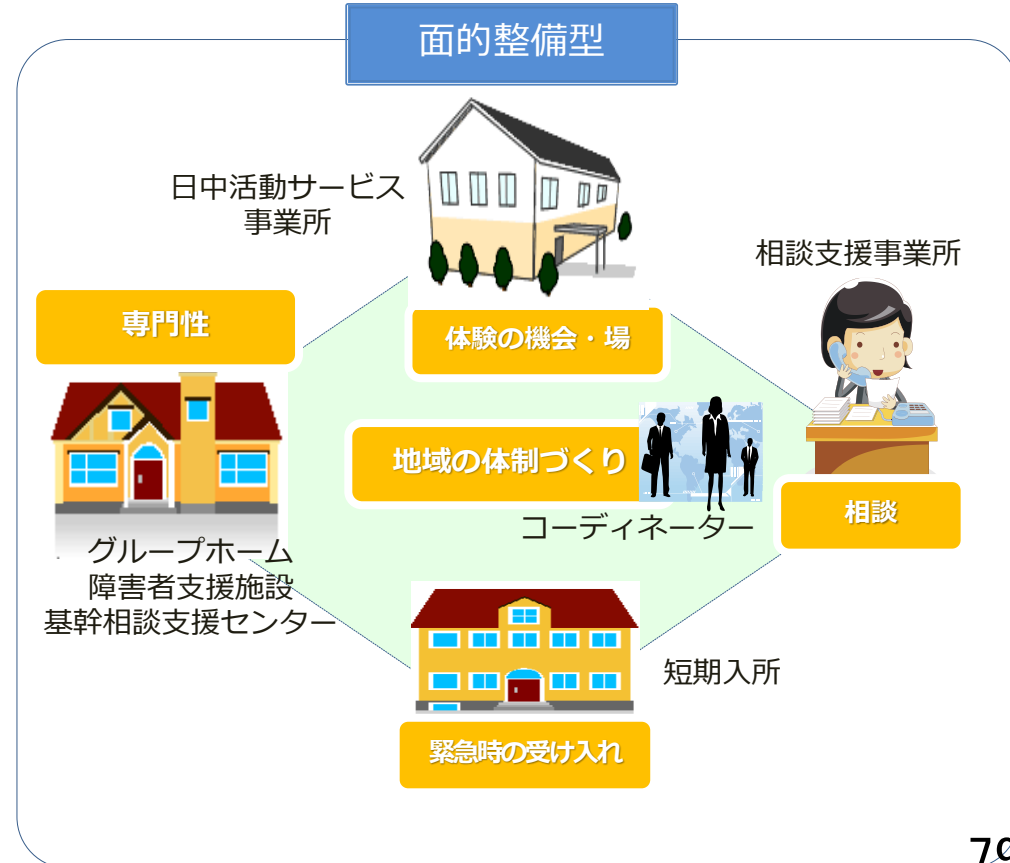 面的整備型
日中活動サービス
事業所
相談支援事業所
専門性
体験の機会・場
地域の体制づくり
コーディネーター
相談
グループホーム
障害者支援施設
基幹相談支援センター
短期入所
緊急時の受け入れ
79